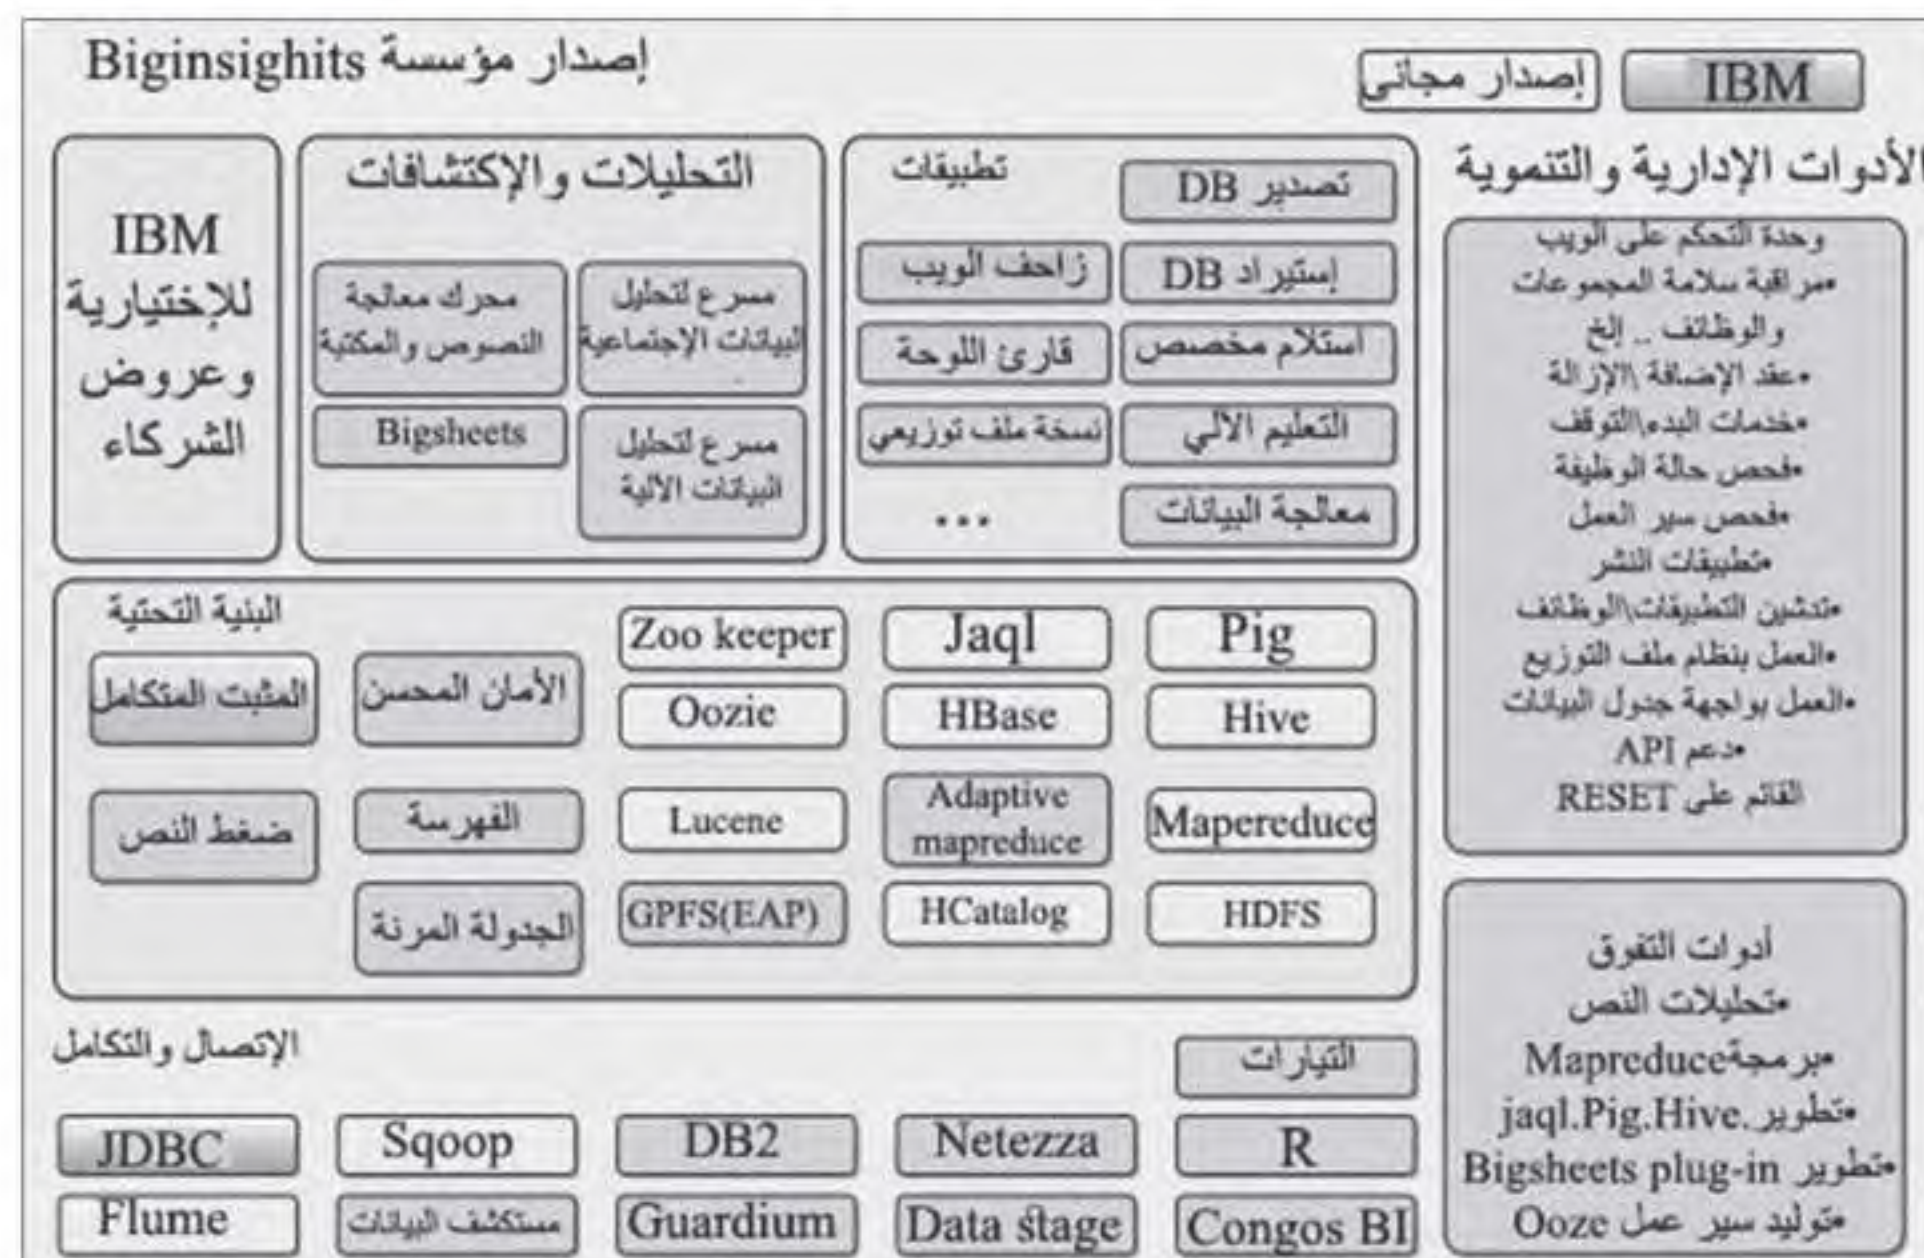 إصدار مؤسسة Biginsighits
IBM
إصدار مجانى
الأدوات الإدارية والتنموية
وحدة التحكم على الويب
•مراقبة سلامة المجموعات
والوظائف .. إلخ
•عقد الإضافة \الإزالة
•خدمات البدء\التوقف
•فحص حالة الوظيفة
•فحص سير العمل
•تطبيقات النشر
•تدشين التطبيقات\الوظائف
•العمل بنظام ملف التوزيع
•العمل بواجهة جدول البيانات
•دعم API
القائم على RESET
أدوات التفوق
•تحليلات النص
•برمجةMapreduce
•تطوير.jaql.Pig.Hive
•تطوير Bigsheets plug-in
•توليد سير عمل Ooze
تطبيقات
تصدير DB
إستيراد DB
زاحف الويب
استلام مخصص
قارئ اللوحة
التعليم الآلي
نسخة ملف توزيعي
معالجة البيانات
...
التحليلات والإكتشافات
مسرع لتحليل
البيانات الإجتماعية
محرك معالجة
النصوص والمكتبة
مسرع لتحليل
البيانات الآلية
Bigsheets
IBM
للإختيارية
وعروض
الشركاء
البنية التحتية
Pig
Jaql
Zoo keeper
الأمان المحسن
المثبت المتكامل
Hive
HBase
Oozie
Mapereduce
Adaptive
mapreduce
Lucene
الفهرسة
ضغط النص
HDFS
HCatalog
GPFS(EAP)
الجدولة المرنة
الإتصال والتكامل
التيارات
R
Netezza
DB2
Sqoop
JDBC
Congos BI
Data stage
Guardium
مستكشف البيانات
Flume